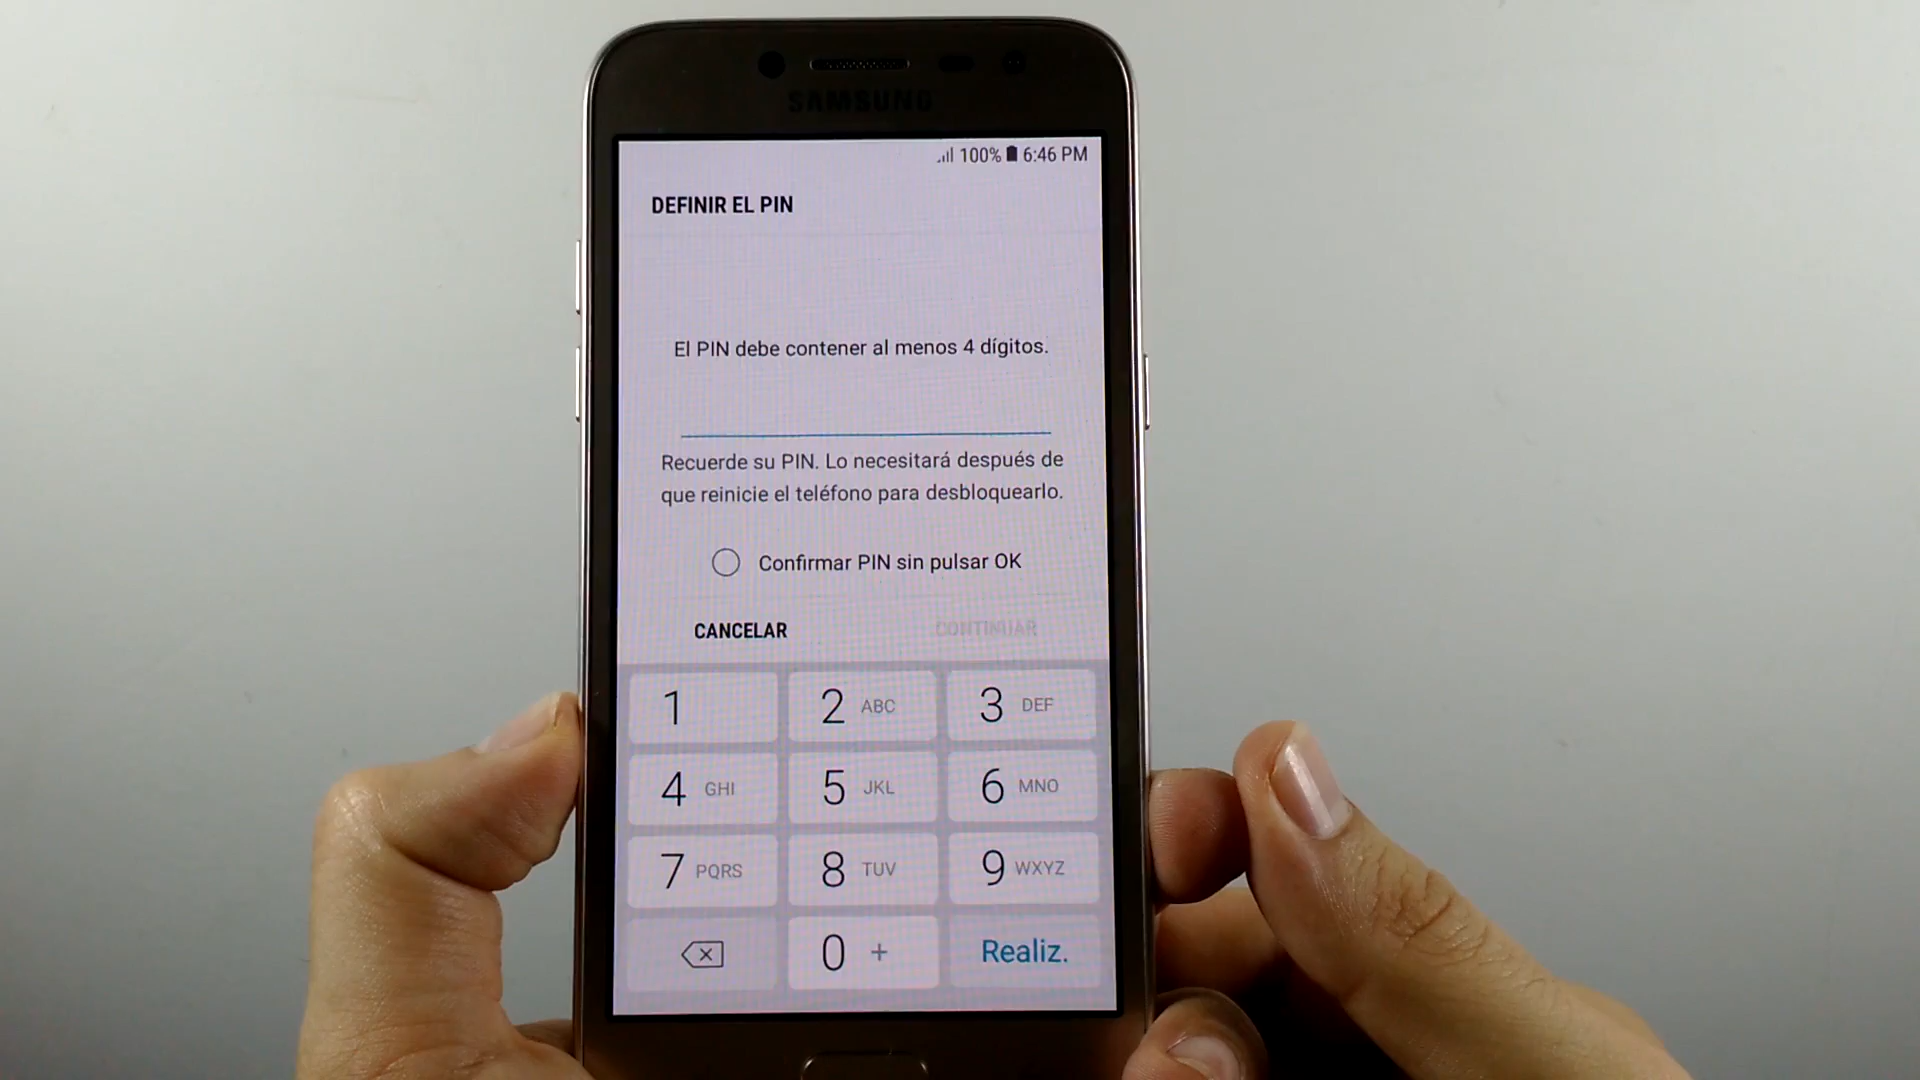 SAMSUNG
100% 6:46 PM
DEFINIR EL PIN
El PIN debe contener al menos 4 dígitos.
Recuerde su PIN. Lo necesitará después de
que reinicie el teléfono para desbloquearlo.
Confirmar PIN sin pulsar OK
CANCELAR CONTINUAR
1 2 ABC 3 DEF
4 GHI 5 JKL 6 MNO
7 PQRS 8 TUV 9 WXYZ
0 + Realiz.